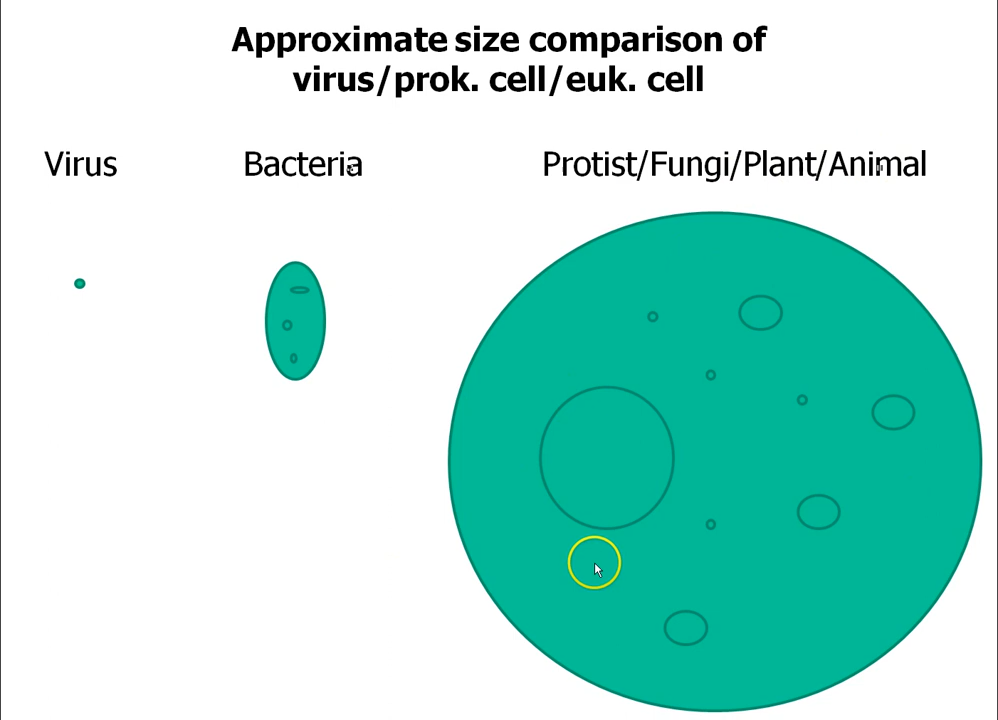 Approximate size comparison of
virus/prok. cell/euk. cell
Virus
Bacteria
Protist/Fungi/Plant/Animal